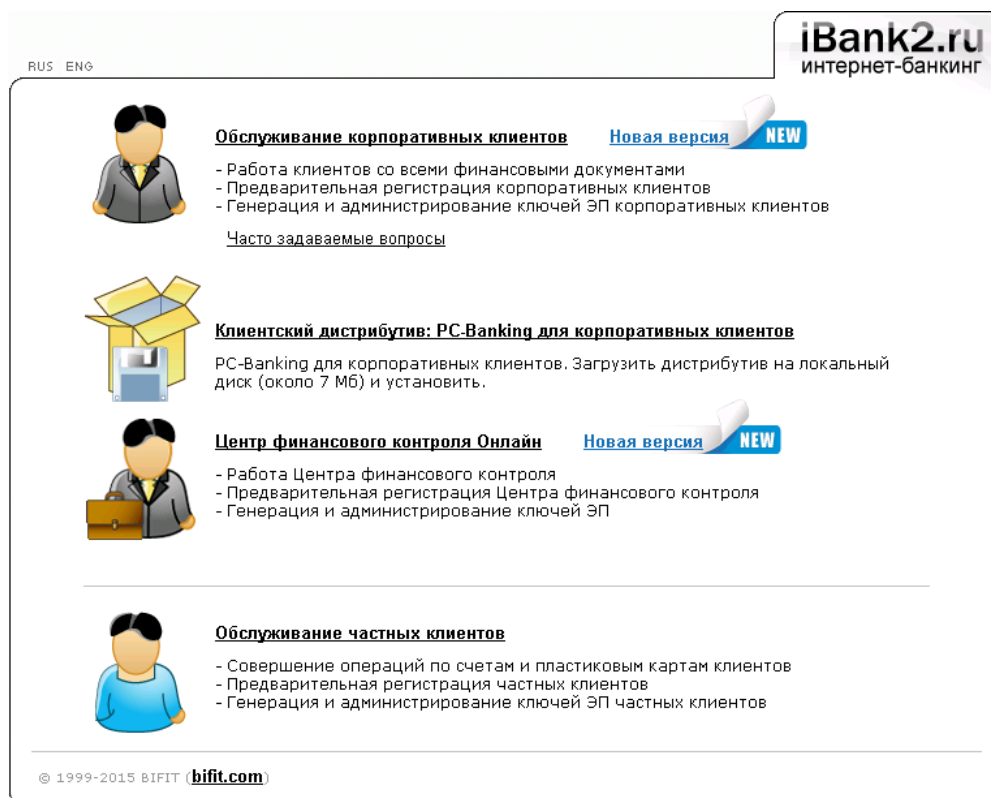 RUS ENG
iBank2.ru
интернет-банкинг
Обслуживание корпоративных клиентов Новая версия NEW
- Работа клиентов со всеми финансовыми документами
- Предварительная регистрация корпоративных клиентов
- Генерация и администрирование ключей ЭП корпоративных клиентов
Часто задаваемые вопросы
Клиентский дистрибутив: PC-Banking для корпоративных клиентов
PC-Banking для корпоративных клиентов. Загрузить дистрибутив на локальный
диск (около 7 Мб) и установить.
Центр финансового контроля Онлайн Новая версия NEW
- Работа Центра финансового контроля
- Предварительная регистрация Центра финансового контроля
- Генерация и администрирование ключей ЭП
Обслуживание частных клиентов
- Совершение операций по счетам и пластиковым картам клиентов
- Предварительная регистрация частных клиентов
- Генерация и администрирование ключей ЭП частных клиентов
© 1999-2015 BIFIT (bifit.com)